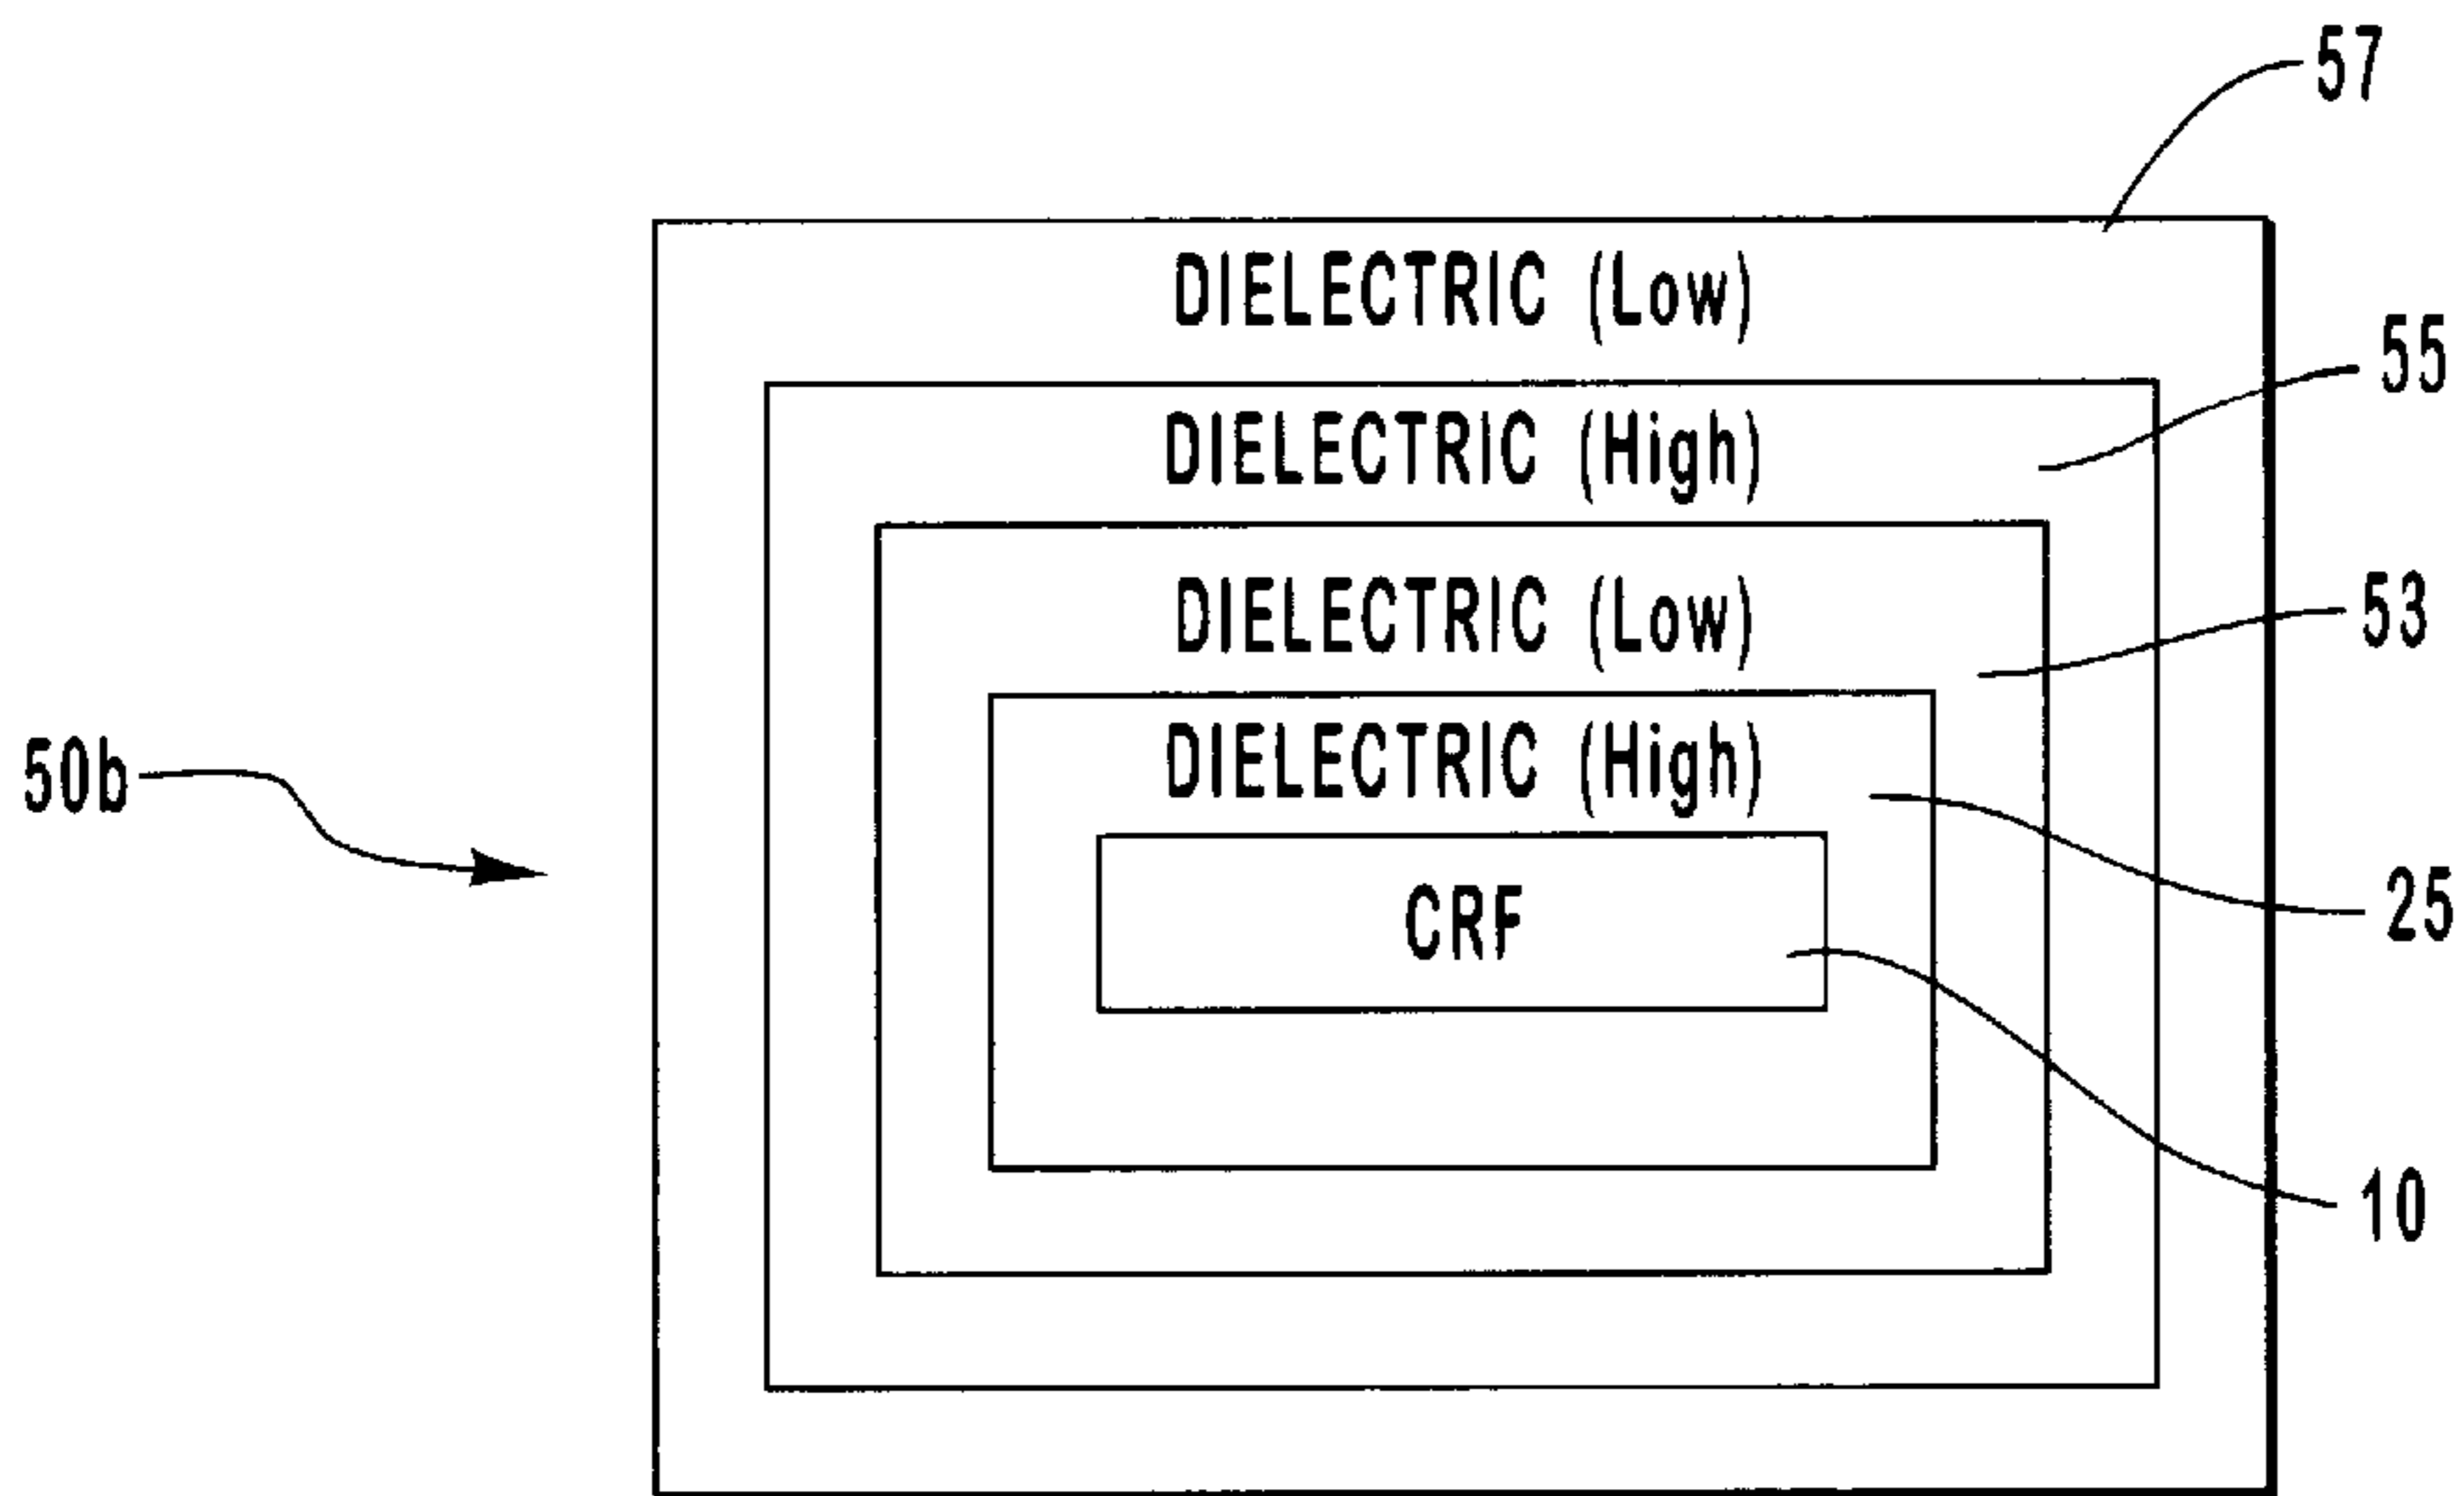 57
DIELECTRIC (Low)
55
DIELECTRIC (High)
53
DIELECTRIC (Low)
50b
DIELECTRIC (High)
25
CRF
10